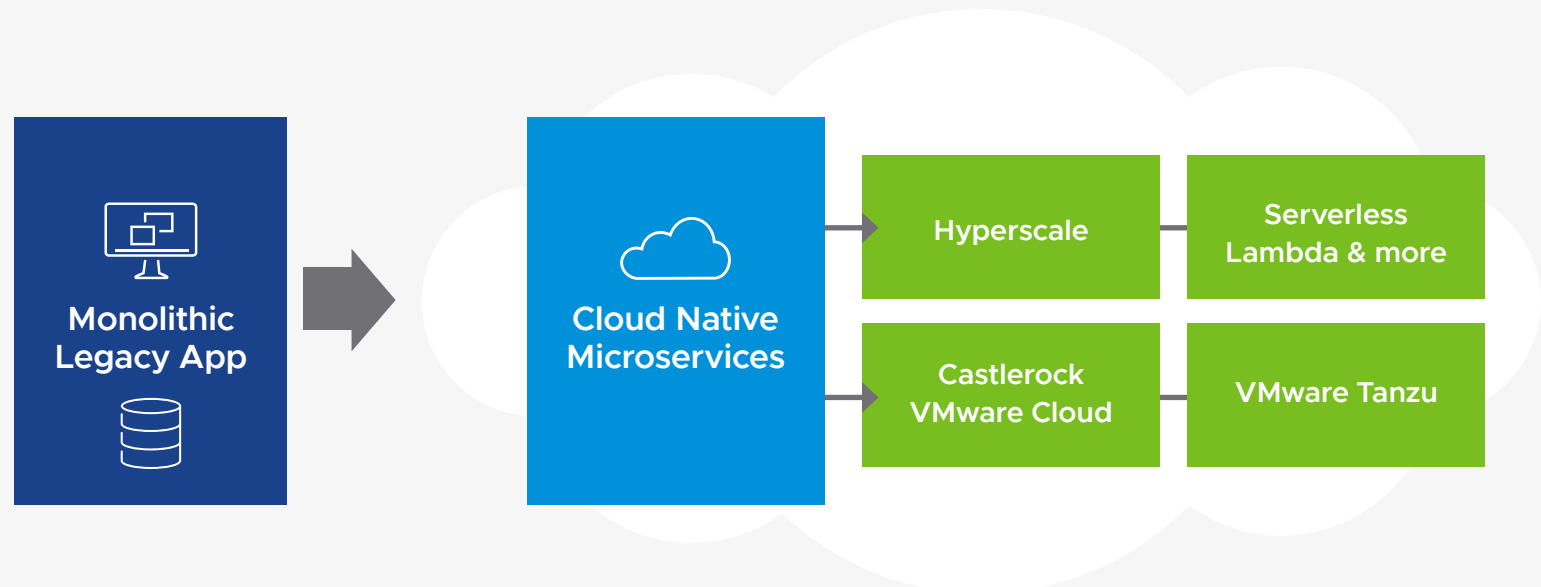 Monolithic
Legacy App
Cloud Native
Microservices
Hyperscale
Serverless
Lambda & more
Castlerock
VMware Cloud
VMware Tanzu